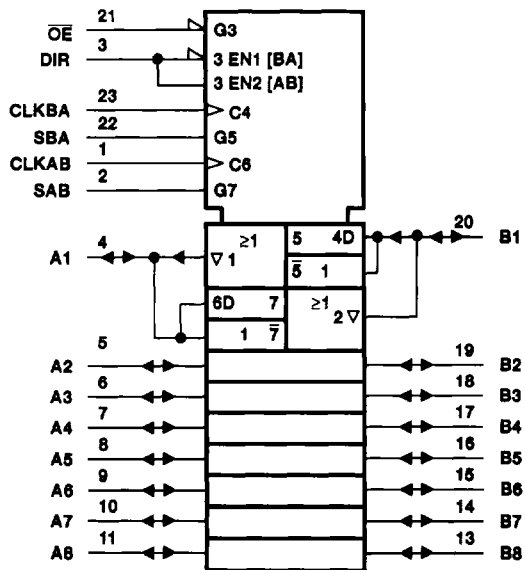 21
O̅E̅ G3
3
DIR 3 EN1 [BA]
3 EN2 [AB]
23
CLKBA C4
22
SBA G5
1
CLKAB C6
2
SAB G7
4 ≥1 5 4D 20
A1 ▽ 1 5̅ 1 B1
6D 7 ≥1
1 7̅ 2 ▽
5 19
A2 B2
6 18
A3 B3
7 17
A4 B4
8 16
A5 B5
9 15
A6 B6
10 14
A7 B7
11 13
A8 B8